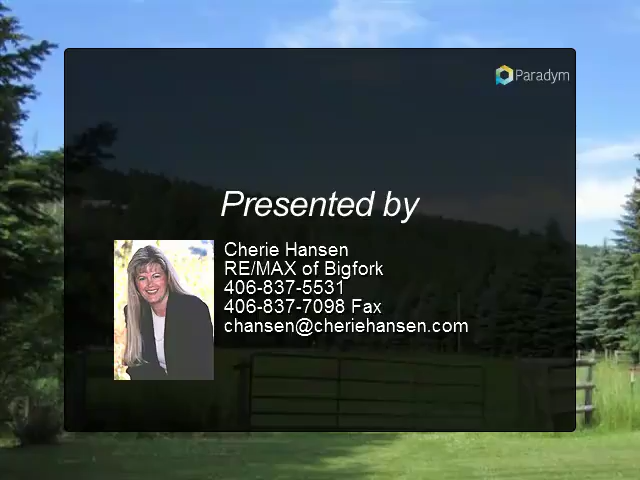 Paradym
Presented by
Cherie Hansen
RE/MAX of Bigfork
406-837-5531
406-837-7098 Fax
chansen@cheriehansen.com